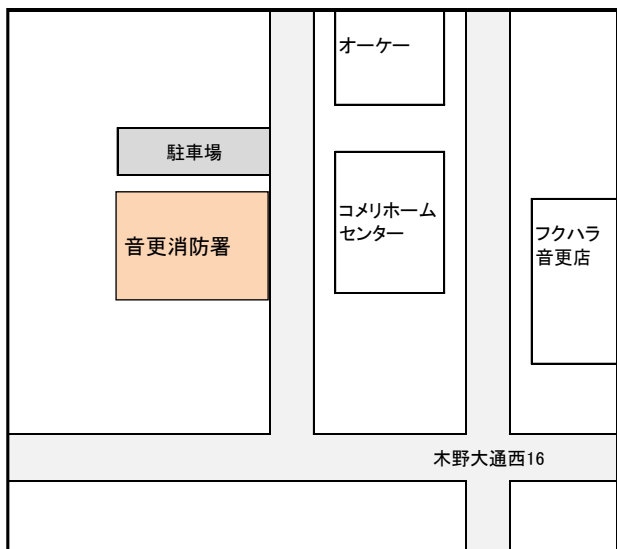 オーケー
駐車場
コメリホーム
センター
音更消防署
フクハラ
音更店
木野大通西16